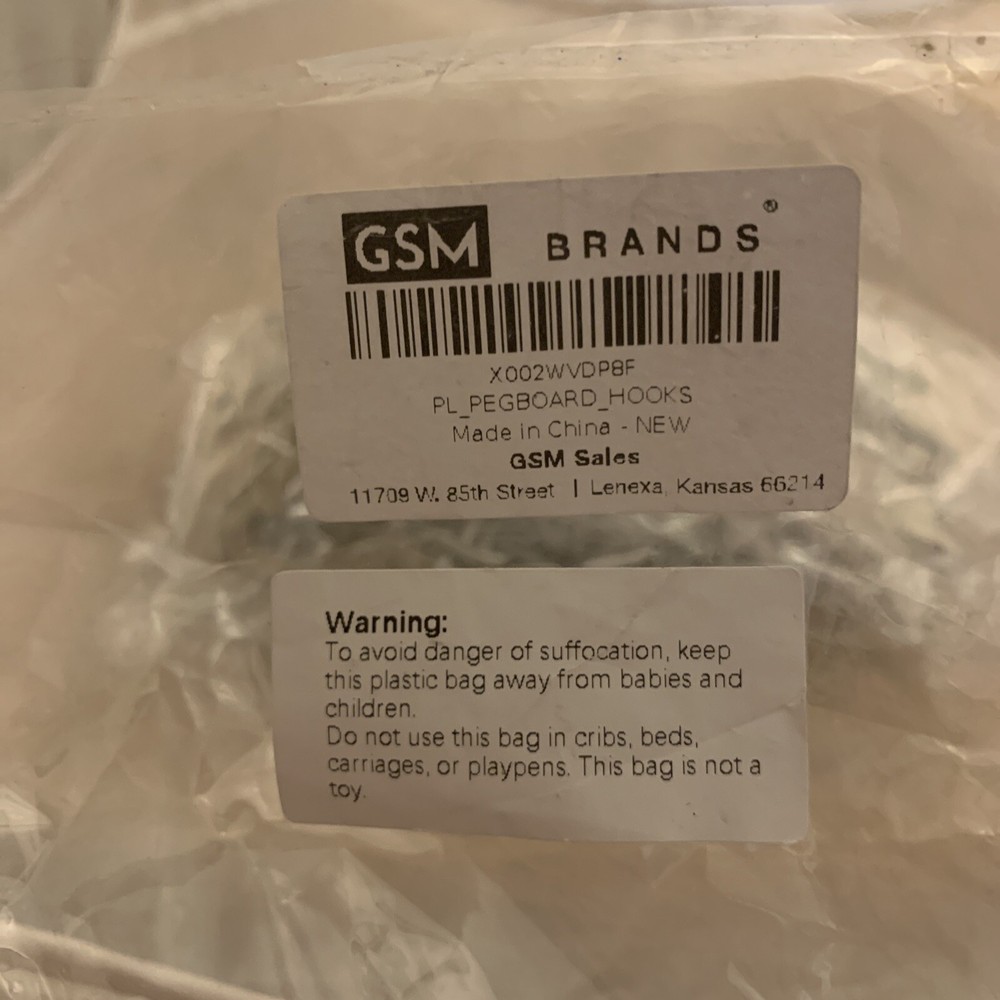 GSM BRANDS®
X002WVDP8F
PL_PEGBOARD_HOOKS
Made in China - NEW
GSM Sales
11709 W. 85th Street | Lenexa, Kansas 66214
Warning:
To avoid danger of suffocation, keep
this plastic bag away from babies and
children.
Do not use this bag in cribs, beds,
carriages, or playpens. This bag is not a
toy.